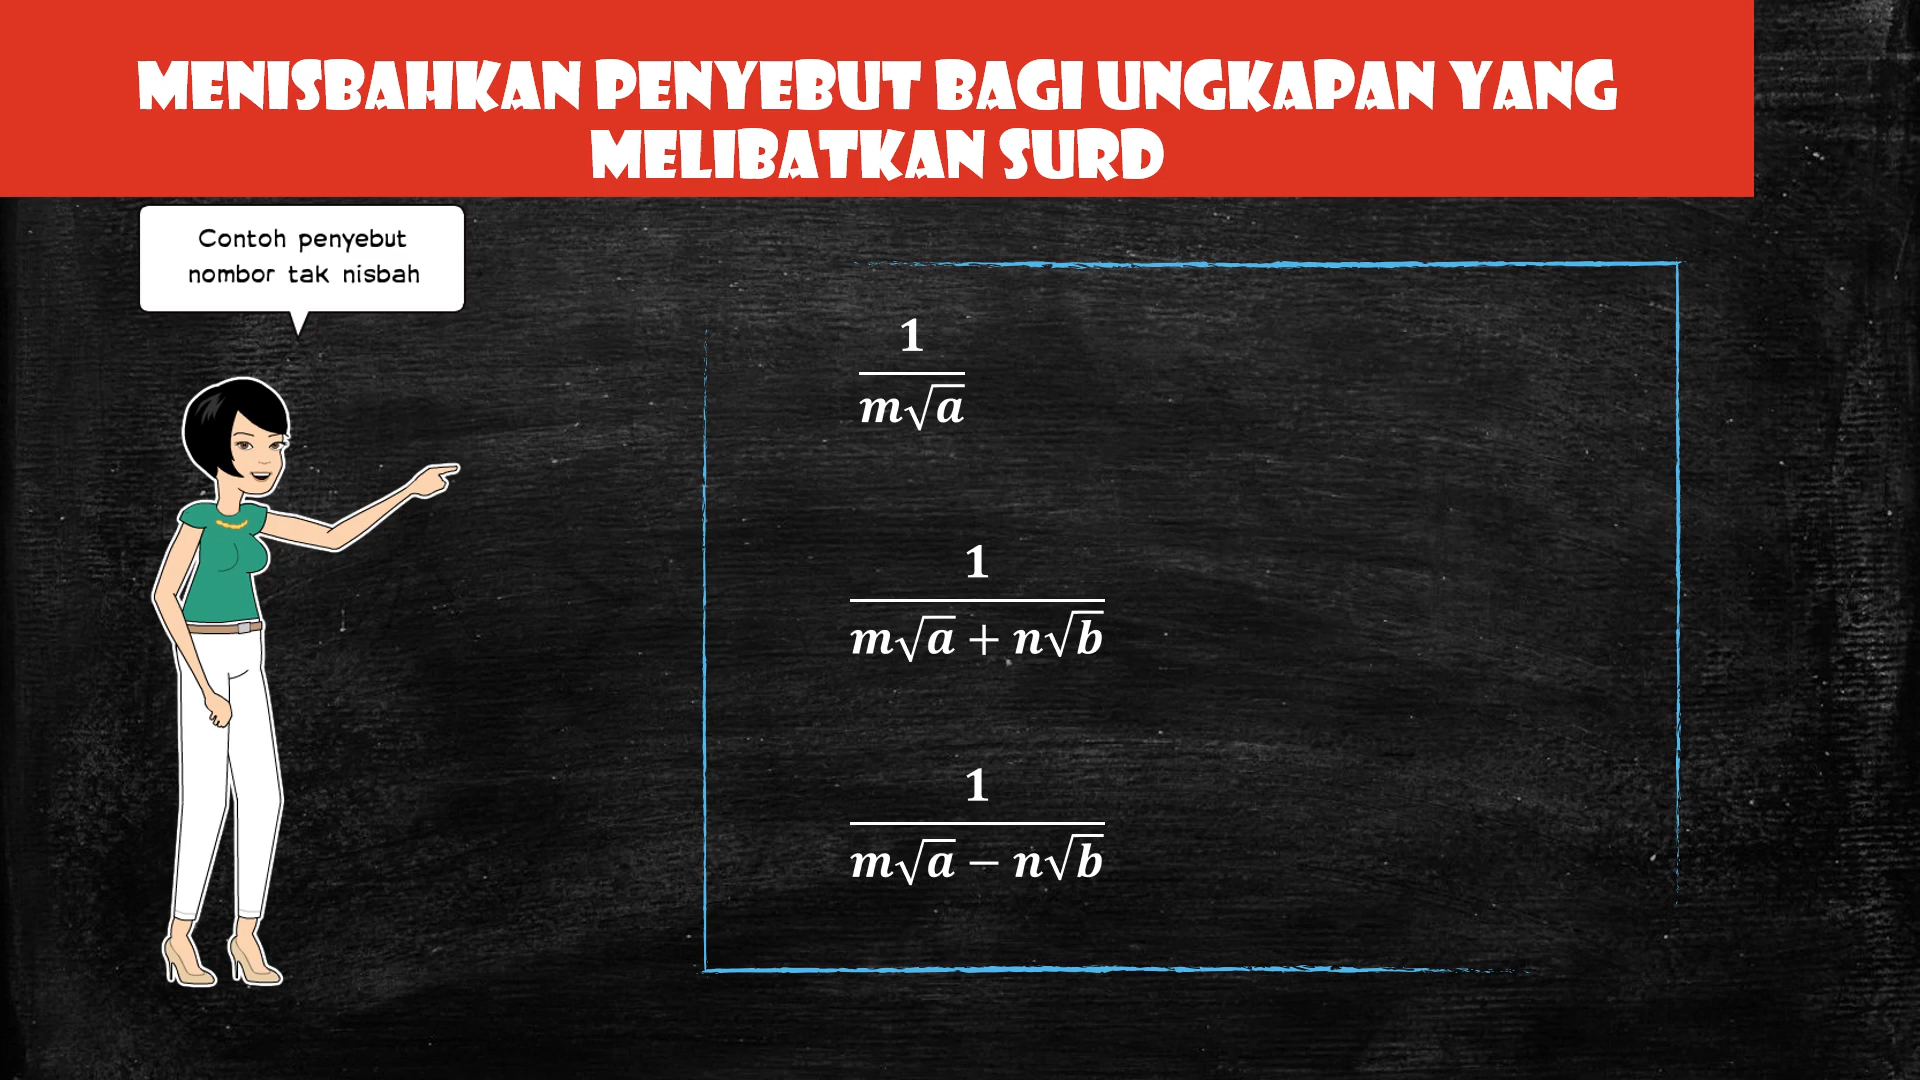 MENISBAHKAN PENYEBUT BAGI UNGKAPAN YANG
MELIBATKAN SURD
Contoh penyebut
nombor tak nisbah
1
m√a
1
m√a + n√b
1
m√a − n√b